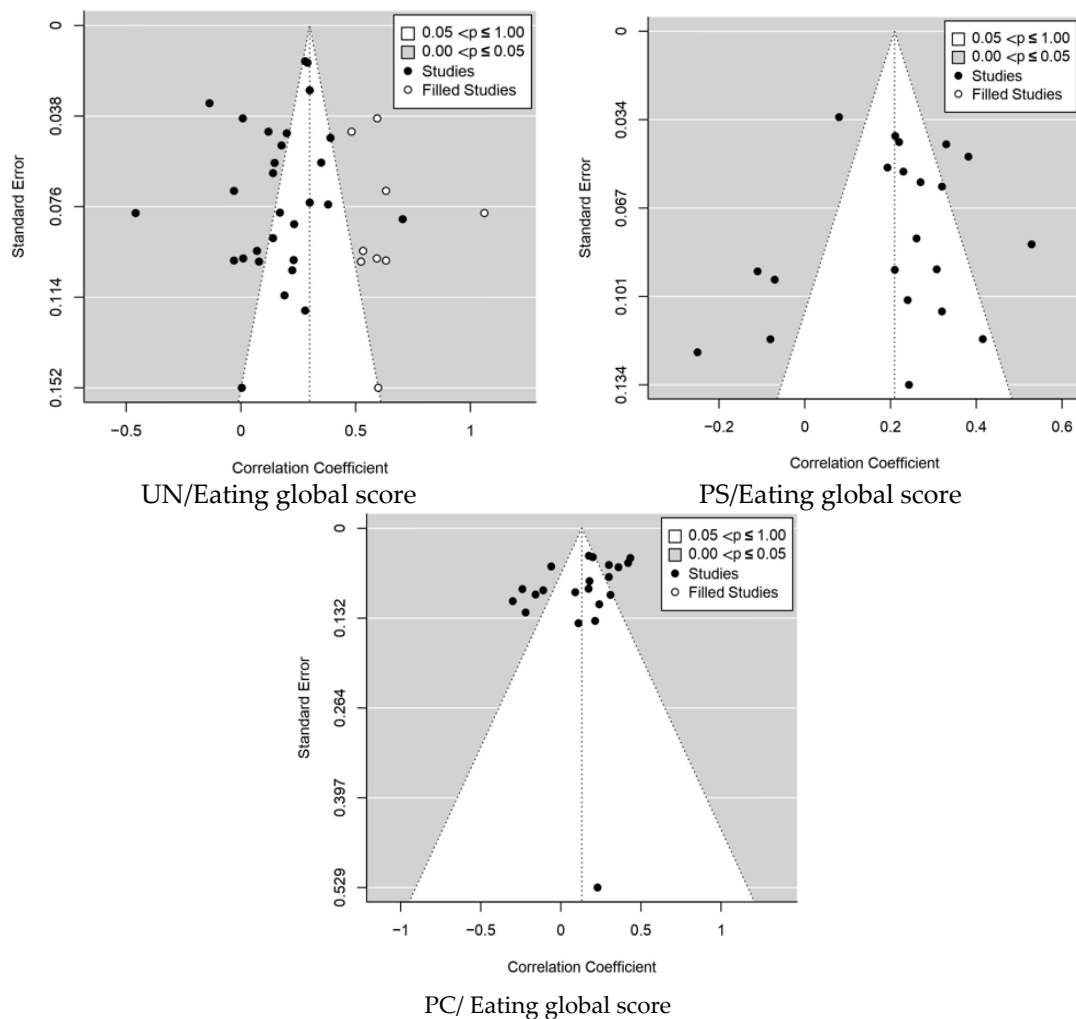 0.05 < p ≤ 1.00
0.00 < p ≤ 0.05
Studies
Filled Studies
Standard Error
0
0.038
0.076
0.114
0.152
−0.5
0
0.5
1
Correlation Coefficient
UN/Eating global score
0.05 < p ≤ 1.00
0.00 < p ≤ 0.05
Studies
Filled Studies
Standard Error
0
0.034
0.067
0.101
0.134
−0.2
0
0.2
0.4
0.6
Correlation Coefficient
PS/Eating global score
0.05 < p ≤ 1.00
0.00 < p ≤ 0.05
Studies
Filled Studies
Standard Error
0
0.132
0.264
0.397
0.529
−1
−0.5
0
0.5
1
Correlation Coefficient
PC/ Eating global score